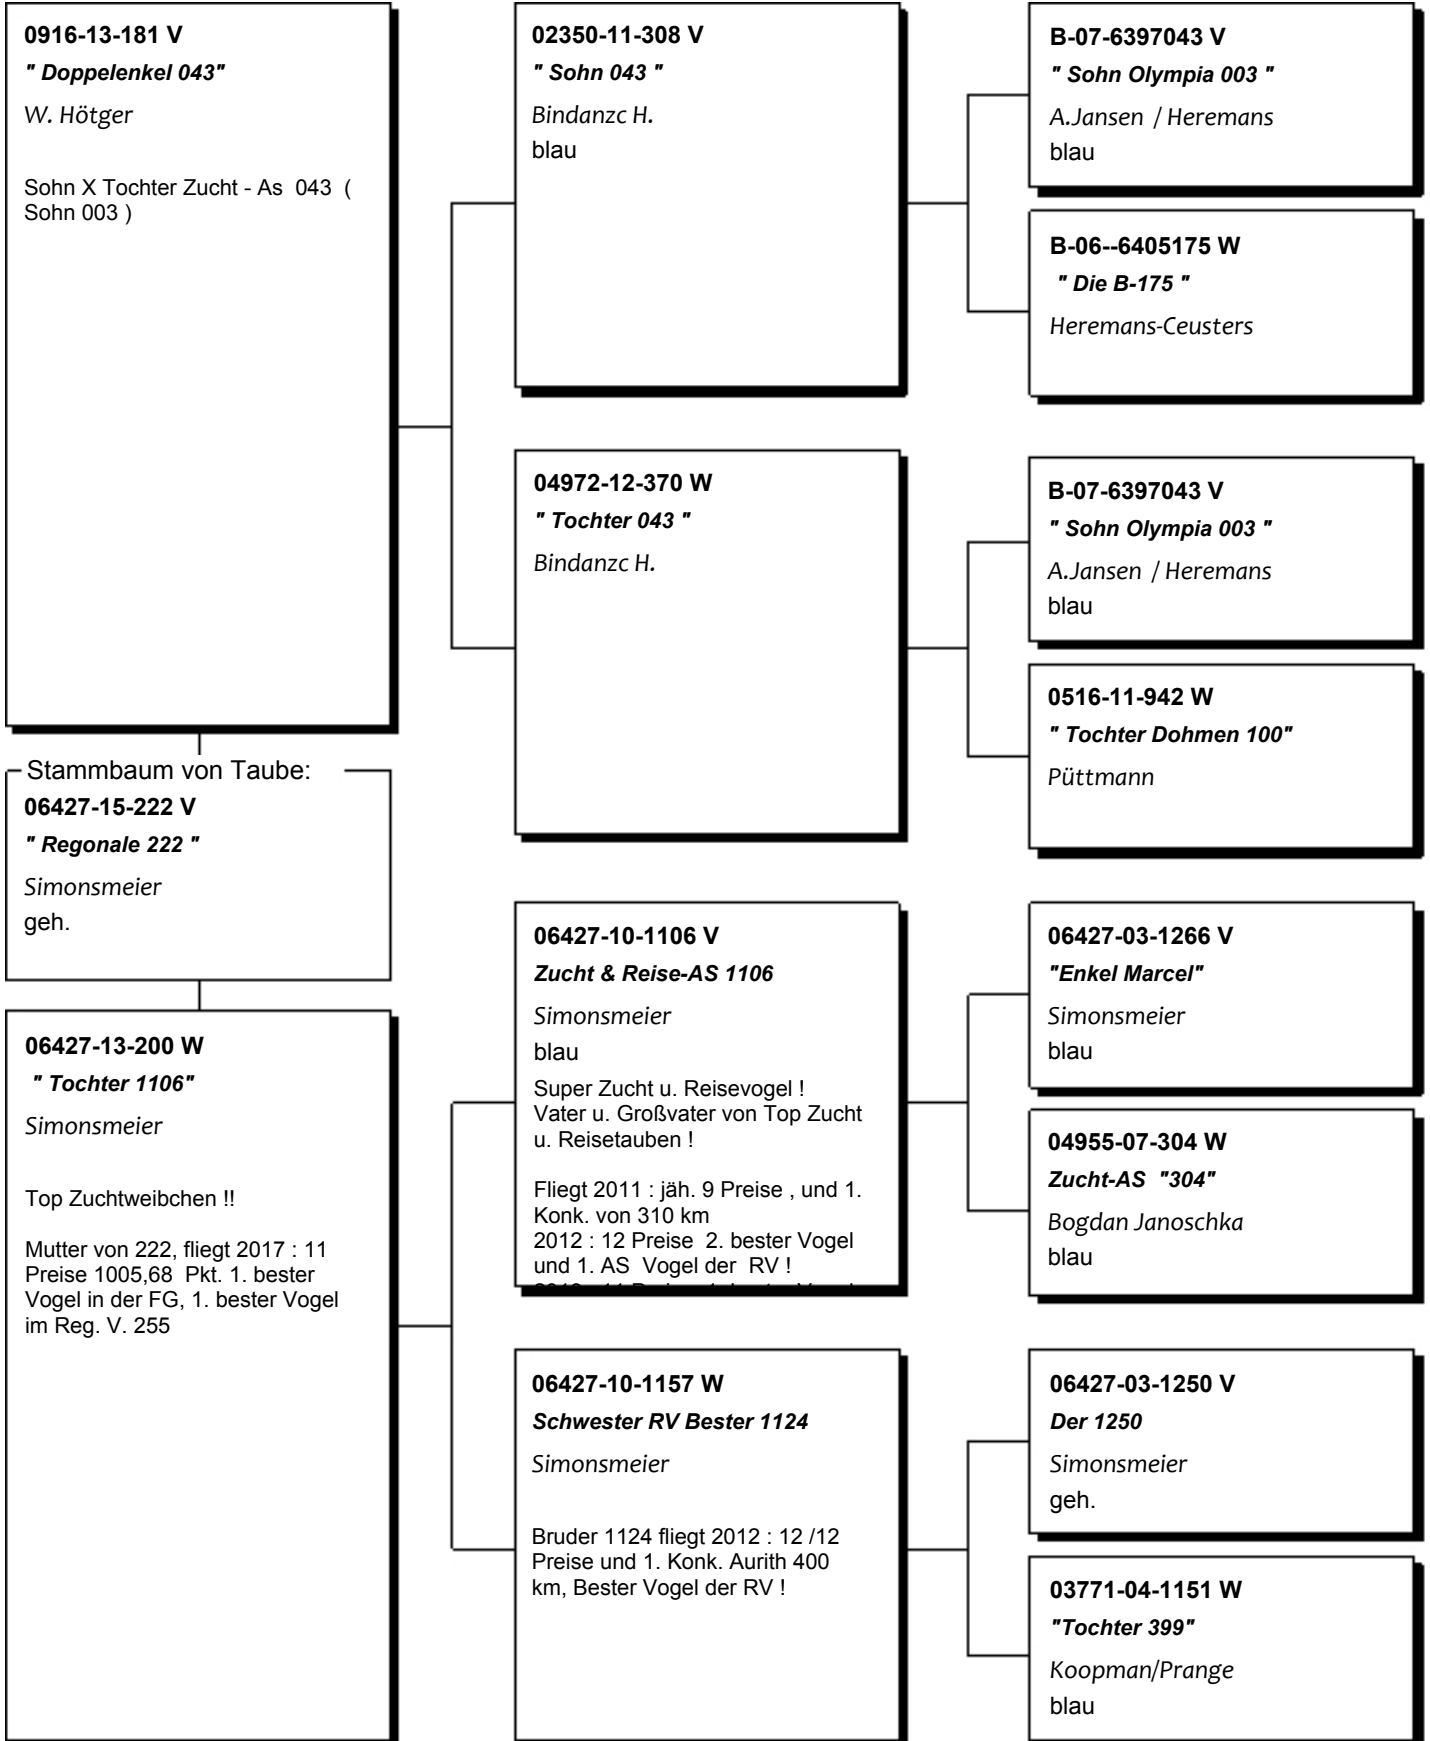 0916-13-181 V
" Doppelenkel 043"
W. Hötger
Sohn X Tochter Zucht - As  043  (
Sohn 003 )
Stammbaum von Taube:
06427-15-222 V
" Regonale 222 "
Simonsmeier
geh.
06427-13-200 W
" Tochter 1106"
Simonsmeier
Top Zuchtweibchen !!
Mutter von 222, fliegt 2017 : 11
Preise 1005,68  Pkt. 1. bester
Vogel in der FG, 1. bester Vogel
im Reg. V. 255
02350-11-308 V
" Sohn 043 "
Bindanzc H.
blau
04972-12-370 W
" Tochter 043 "
Bindanzc H.
06427-10-1106 V
Zucht & Reise-AS 1106
Simonsmeier
blau
Super Zucht u. Reisevogel !
Vater u. Großvater von Top Zucht
u. Reisetauben !
Fliegt 2011 : jäh. 9 Preise , und 1.
Konk. von 310 km
2012 : 12 Preise  2. bester Vogel
und 1. AS  Vogel der  RV !
06427-10-1157 W
Schwester RV Bester 1124
Simonsmeier
Bruder 1124 fliegt 2012 : 12 /12
Preise und 1. Konk. Aurith 400
km, Bester Vogel der RV !
B-07-6397043 V
" Sohn Olympia 003 "
A.Jansen  / Heremans
blau
B-06--6405175 W
" Die B-175 "
Heremans-Ceusters
B-07-6397043 V
" Sohn Olympia 003 "
A.Jansen  / Heremans
blau
0516-11-942 W
" Tochter Dohmen 100"
Püttmann
06427-03-1266 V
"Enkel Marcel"
Simonsmeier
blau
04955-07-304 W
Zucht-AS  "304"
Bogdan Janoschka
blau
06427-03-1250 V
Der 1250
Simonsmeier
geh.
03771-04-1151 W
"Tochter 399"
Koopman/Prange
blau